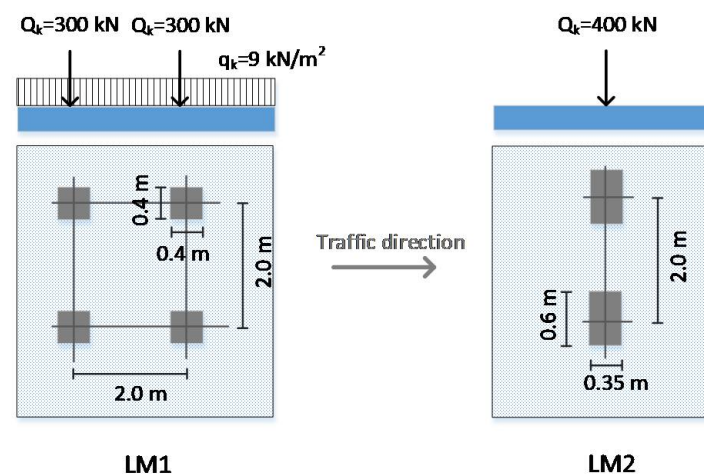 Qₖ=300 kN Qₖ=300 kN
qₖ=9 kN/m²
0.4 m
0.4 m
2.0 m
2.0 m
LM1
Traffic direction
Qₖ=400 kN
2.0 m
0.6 m
0.35 m
LM2